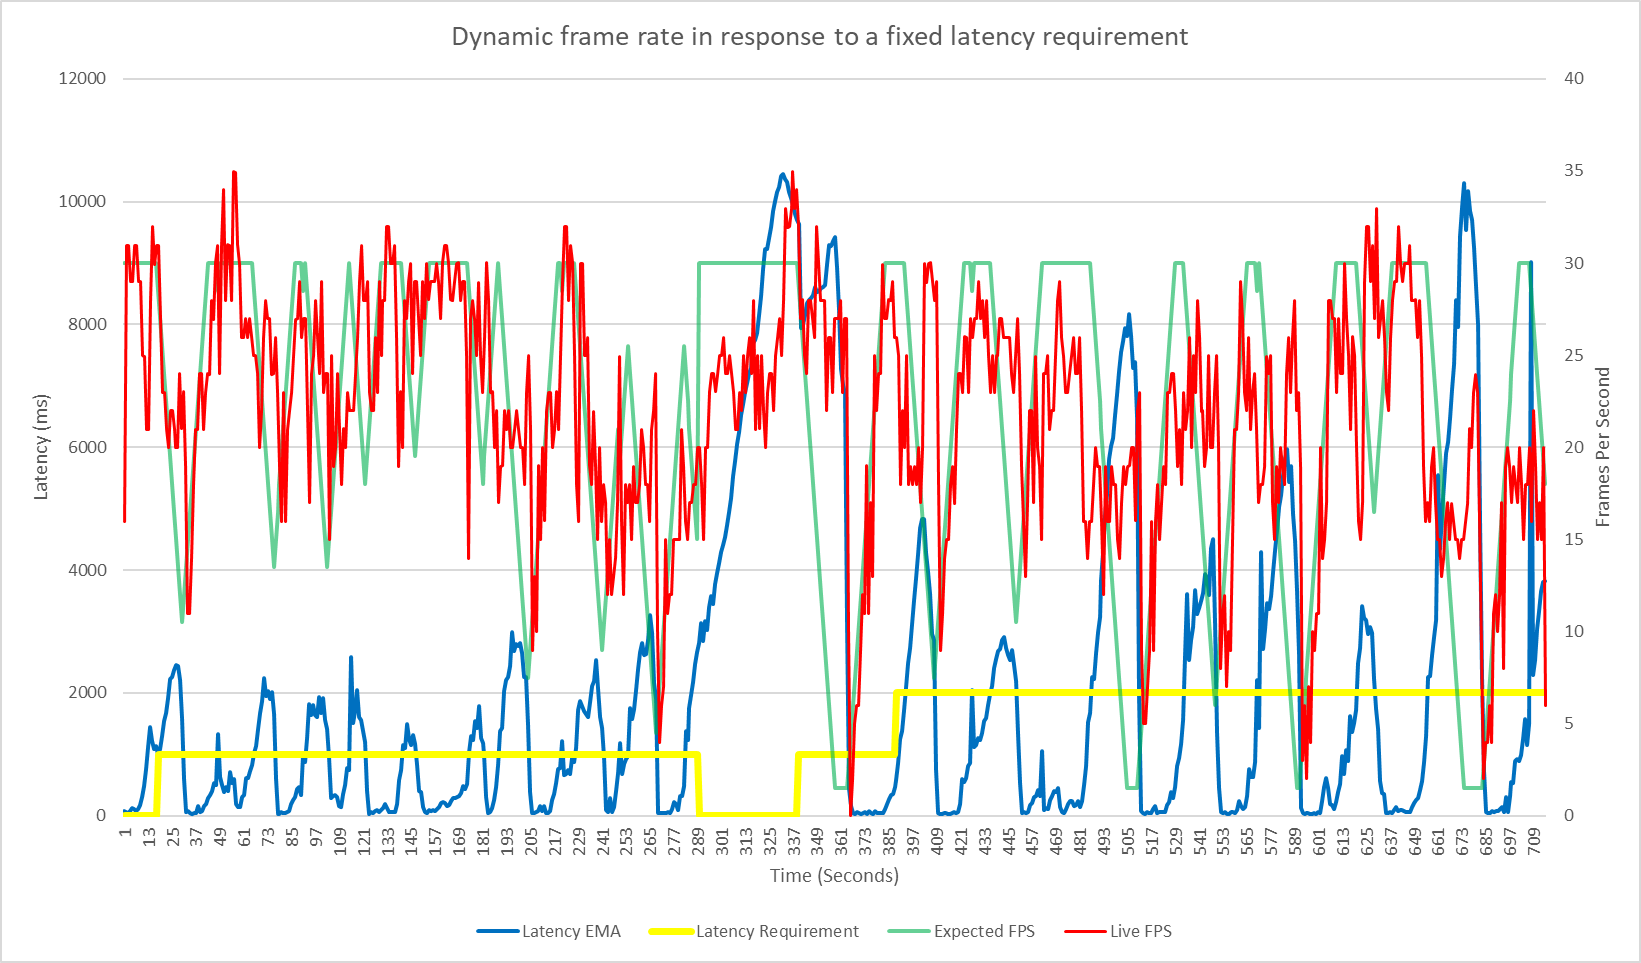 Dynamic frame rate in response to a fixed latency requirement
12000
10000
8000
6000
4000
2000
0
Latency (ms)
40
35
30
25
20
15
10
5
0
Frames Per Second
1 13 25 37 49 61 73 85 97 109 121 133 145 157 169 181 193 205 217 229 241 253 265 277 289 301 313 325 337 349 361 373 385 397 409 421 433 445 457 469 481 493 505 517 529 541 553 565 577 589 601 613 625 637 649 661 673 685 697 709
Time (Seconds)
Latency EMA Latency Requirement Expected FPS Live FPS